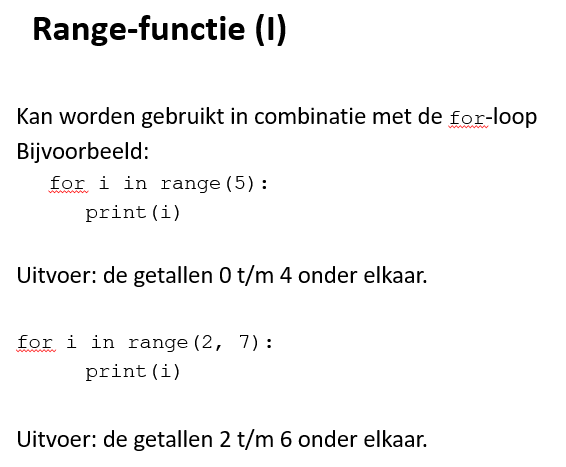 Range-functie (I)
Kan worden gebruikt in combinatie met de for-loop
Bijvoorbeeld:
for i in range(5):
print(i)
Uitvoer: de getallen 0 t/m 4 onder elkaar.
for i in range(2, 7):
print(i)
Uitvoer: de getallen 2 t/m 6 onder elkaar.